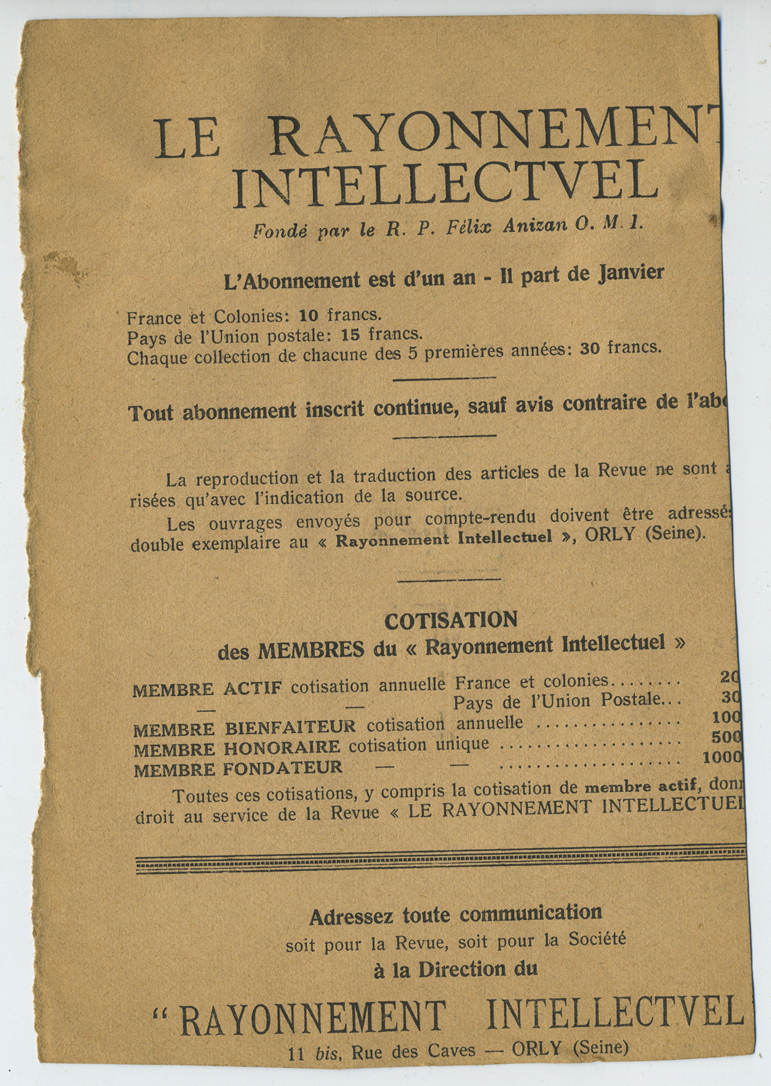 LE RAYONNEMENT
INTELLECTVEL
Fondé par le R. P. Félix Anizan O. M. I.
L'Abonnement est d'un an - Il part de Janvier
France et Colonies: 10 francs.
Pays de l'Union postale: 15 francs.
Chaque collection de chacune des 5 premières années: 30 francs.
Tout abonnement inscrit continue, sauf avis contraire de l'abo
La reproduction et la traduction des articles de la Revue ne sont a
risées qu'avec l'indication de la source.
Les ouvrages envoyés pour compte-rendu doivent être adressés
double exemplaire au « Rayonnement Intellectuel », ORLY (Seine).
COTISATION
des MEMBRES du « Rayonnement Intellectuel »
MEMBRE ACTIF cotisation annuelle France et colonies........ 20
— — Pays de l'Union Postale... 30
MEMBRE BIENFAITEUR cotisation annuelle ................ 100
MEMBRE HONORAIRE cotisation unique .................... 500
MEMBRE FONDATEUR — — .................... 1000
Toutes ces cotisations, y compris la cotisation de membre actif, donn
droit au service de la Revue « LE RAYONNEMENT INTELLECTUEL
Adressez toute communication
soit pour la Revue, soit pour la Société
à la Direction du
“ RAYONNEMENT INTELLECTVEL
11 bis, Rue des Caves — ORLY (Seine)